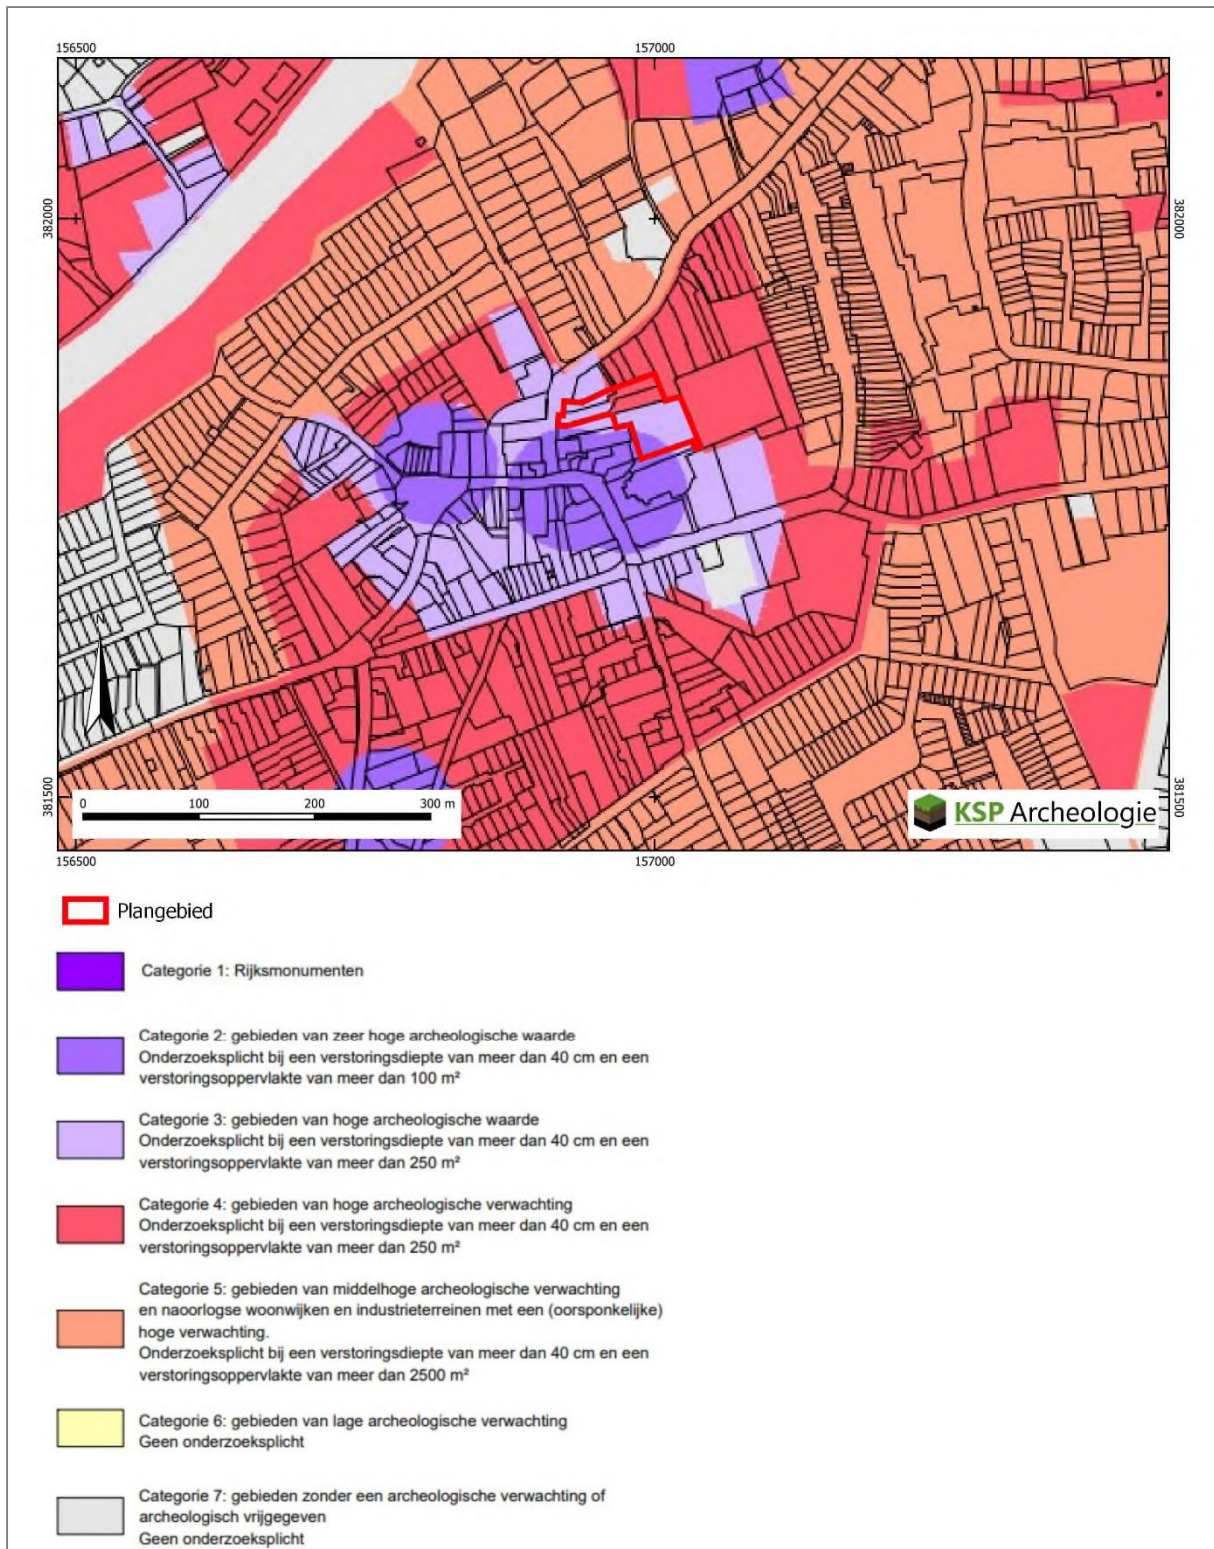 156500
157000
382000
382000
N
381500
381500
0 100 200 300 m
KSP Archeologie
156500
157000
Plangebied
Categorie 1: Rijksmonumenten
Categorie 2: gebieden van zeer hoge archeologische waarde
Onderzoeksplicht bij een verstoringsdiepte van meer dan 40 cm en een
verstoringsoppervlakte van meer dan 100 m²
Categorie 3: gebieden van hoge archeologische waarde
Onderzoeksplicht bij een verstoringsdiepte van meer dan 40 cm en een
verstoringsoppervlakte van meer dan 250 m²
Categorie 4: gebieden van hoge archeologische verwachting
Onderzoeksplicht bij een verstoringsdiepte van meer dan 40 cm en een
verstoringsoppervlakte van meer dan 250 m²
Categorie 5: gebieden van middelhoge archeologische verwachting
en naoorlogse woonwijken en industrieterreinen met een (oorsponkelijke)
hoge verwachting.
Onderzoeksplicht bij een verstoringsdiepte van meer dan 40 cm en een
verstoringsoppervlakte van meer dan 2500 m²
Categorie 6: gebieden van lage archeologische verwachting
Geen onderzoeksplicht
Categorie 7: gebieden zonder een archeologische verwachting of
archeologisch vrijgegeven
Geen onderzoeksplicht